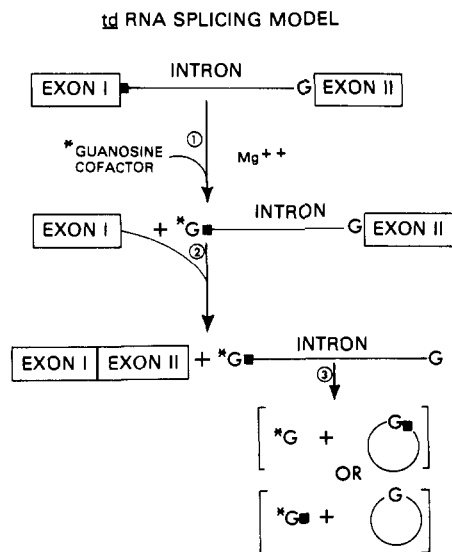 td RNA SPLICING MODEL
INTRON
EXON I G EXON II
①
*GUANOSINE
COFACTOR
Mg++
EXON I + *G INTRON G EXON II
②
INTRON
EXON I EXON II + *G G
③
*G + G
OR
*G + G